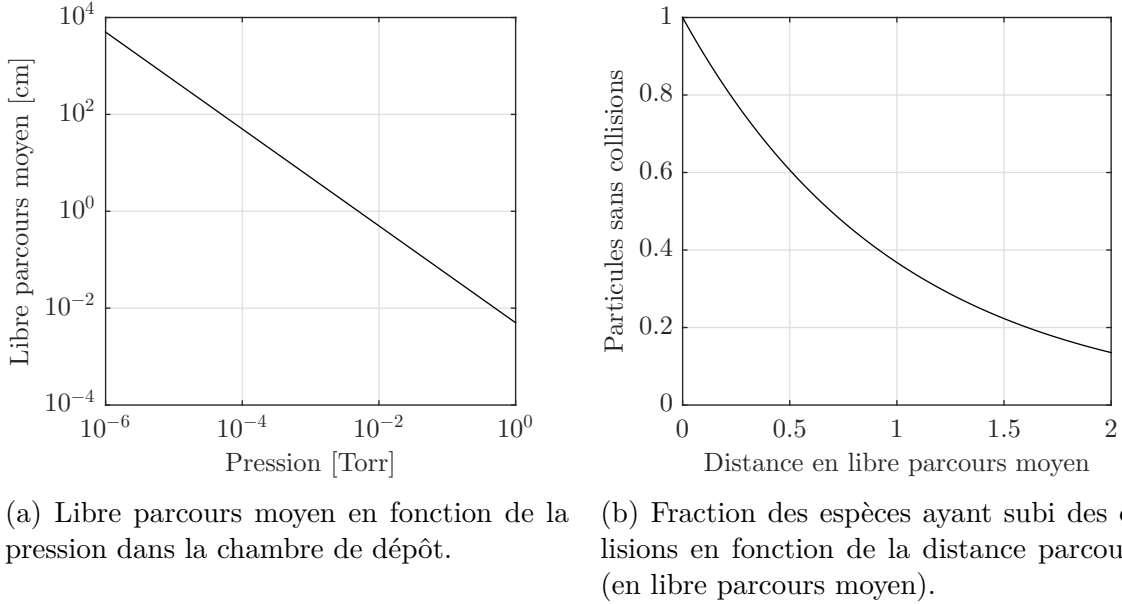 10^4
10^2
10^0
10^−2
10^−4
Libre parcours moyen [cm]
10^−6 10^−4 10^−2 10^0
Pression [Torr]
1
0.8
0.6
0.4
0.2
0
Particules sans collisions
0 0.5 1 1.5 2
Distance en libre parcours moyen
(a) Libre parcours moyen en fonction de la
pression dans la chambre de dépôt.
(b) Fraction des espèces ayant subi des c
lisions en fonction de la distance parcou
(en libre parcours moyen).